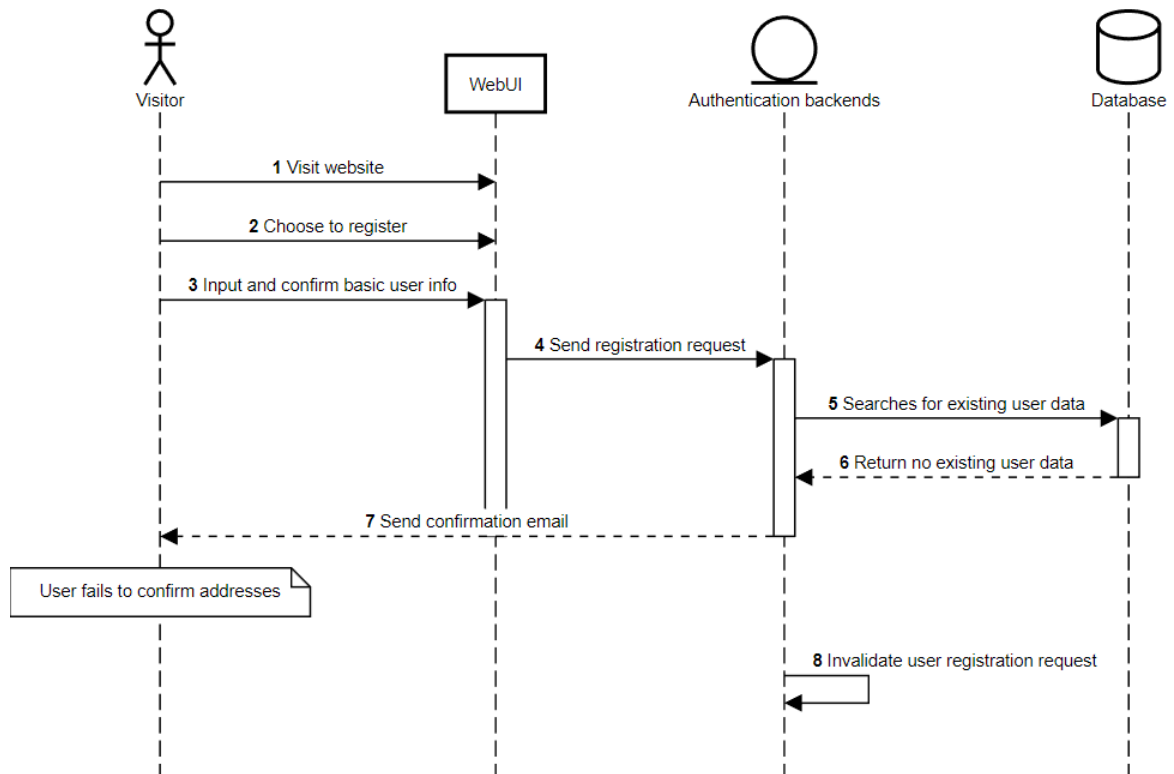 Visitor
WebUI
Authentication backends
Database
1 Visit website
2 Choose to register
3 Input and confirm basic user info
4 Send registration request
5 Searches for existing user data
6 Return no existing user data
7 Send confirmation email
User fails to confirm addresses
8 Invalidate user registration request